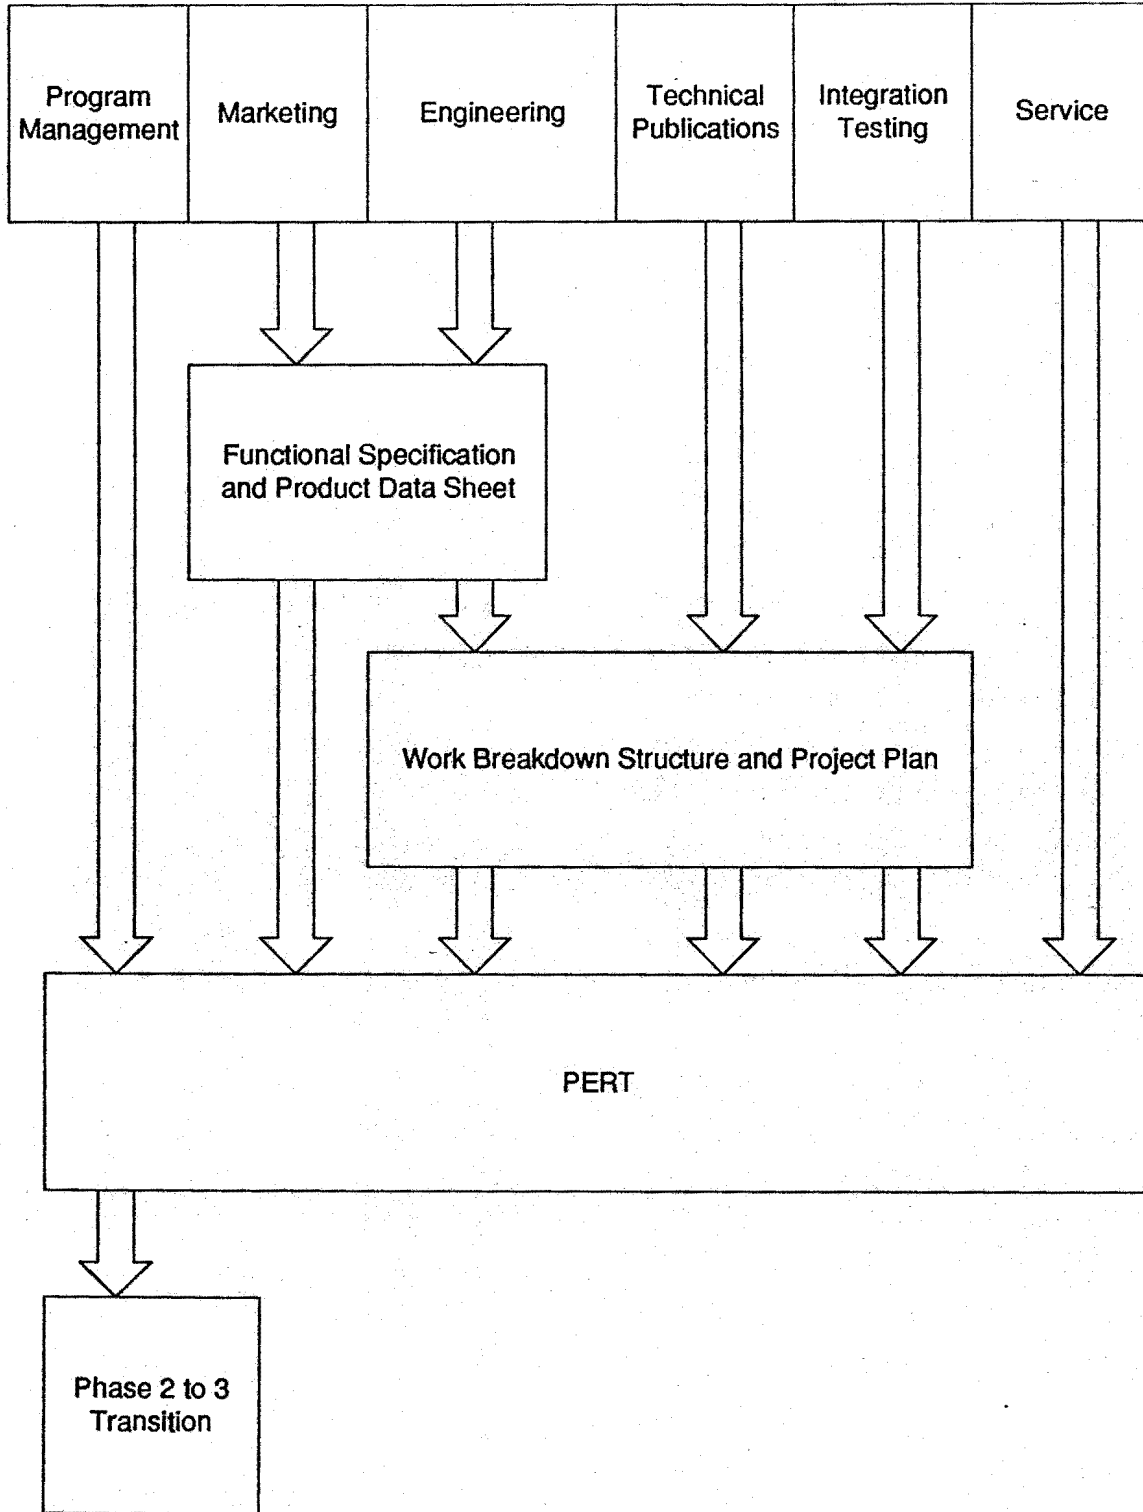 Program
Management
Marketing
Engineering
Technical
Publications
Integration
Testing
Service
Functional Specification
and Product Data Sheet
Work Breakdown Structure and Project Plan
PERT
Phase 2 to 3
Transition